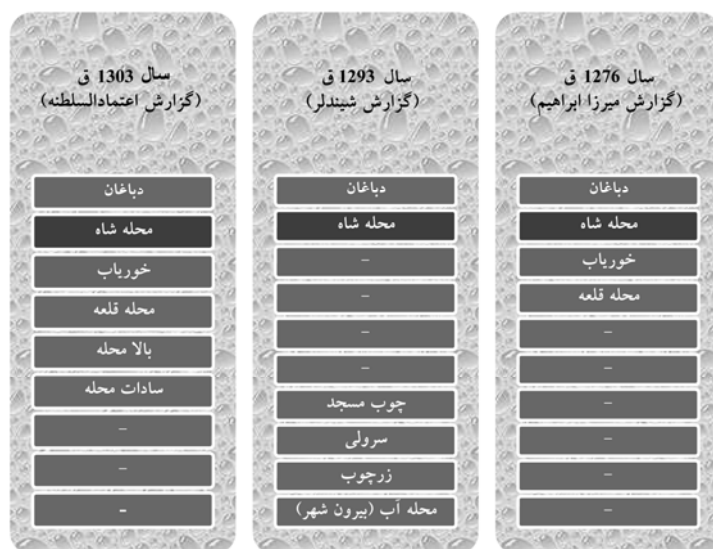 سال 1276 ق
(گزارش میرزا ابراهیم)
دباغان
محله شاه
خوریاب
محله قلعه
–
–
–
–
–
–
سال 1293 ق
(گزارش شیندلر)
دباغان
محله شاه
–
–
–
–
چوب مسجد
سرولی
زرچوب
محله آب (بیرون شهر)
سال 1303 ق
(گزارش اعتمادالسلطنه)
دباغان
محله شاه
خوریاب
محله قلعه
بالا محله
سادات محله
–
–
-